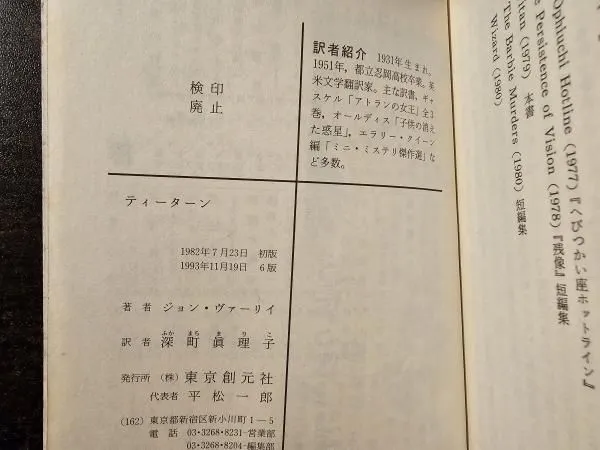 検印
廃止
訳者紹介 1931年生まれ。
1951年，都立忍岡高校卒業。英
米文学翻訳家。主な訳書，ギャ
スケル「アトランの女王」全3
巻，オールディス「子供の消え
た惑星」，エラリー・クイーン
編「ミニ・ミステリ傑作選」な
ど多数。
ティーターン
1982年7月23日 初版
1993年11月19日 6版
著者 ジョン・ヴァーリイ
ふか まち ま り こ
訳者 深町眞理子
発行所 (株) 東京創元社
代表者 平松一郎
(162) 東京都新宿区新小川町1－5
電話 03・3268・8231-営業部
03・3268・8204-編集部
Ophiuchi Hotline (1977)『へびつかい座ホットライン』
Persistence of Vision (1978)『残像』短編集
itan (1979) 本書
The Barbie Murders (1980) 短編集
Wizard (1980)